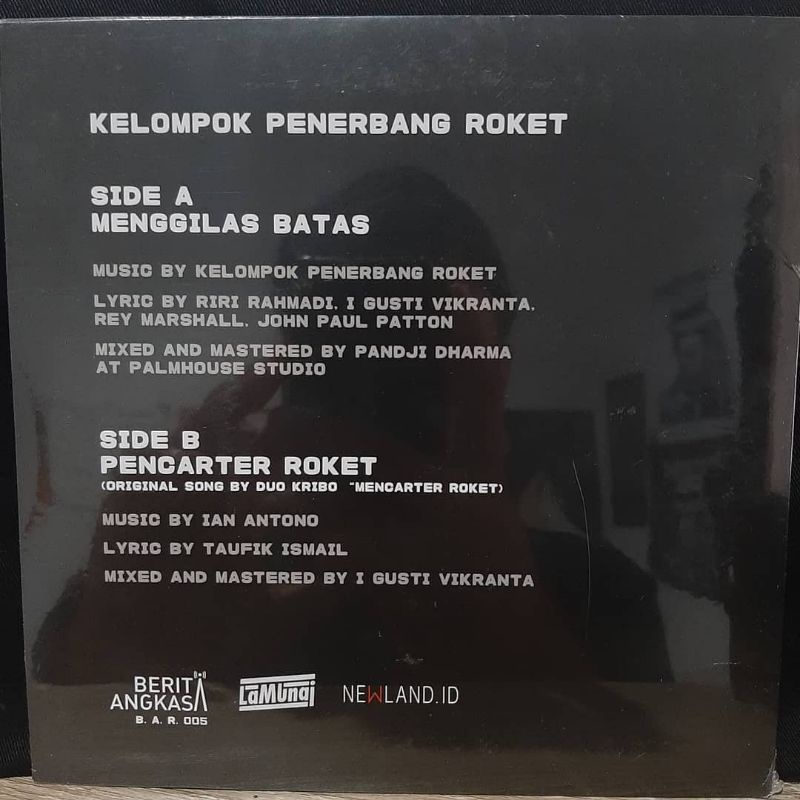 KELOMPOK PENERBANG ROKET
SIDE A
MENGGILAS BATAS
MUSIC BY KELOMPOK PENERBANG ROKET
LYRIC BY RIRI RAHMADI, I GUSTI VIKRANTA,
REY MARSHALL, JOHN PAUL PATTON
MIXED AND MASTERED BY PANDJI DHARMA
AT PALMHOUSE STUDIO
SIDE B
PENCARTER ROKET
(ORIGINAL SONG BY DUO KRIBO "MENCARTER ROKET)
MUSIC BY IAN ANTONO
LYRIC BY TAUFIK ISMAIL
MIXED AND MASTERED BY I GUSTI VIKRANTA
BERITA
ANGKASA
B. A. R. 005
LaMunai
NEWLAND.ID